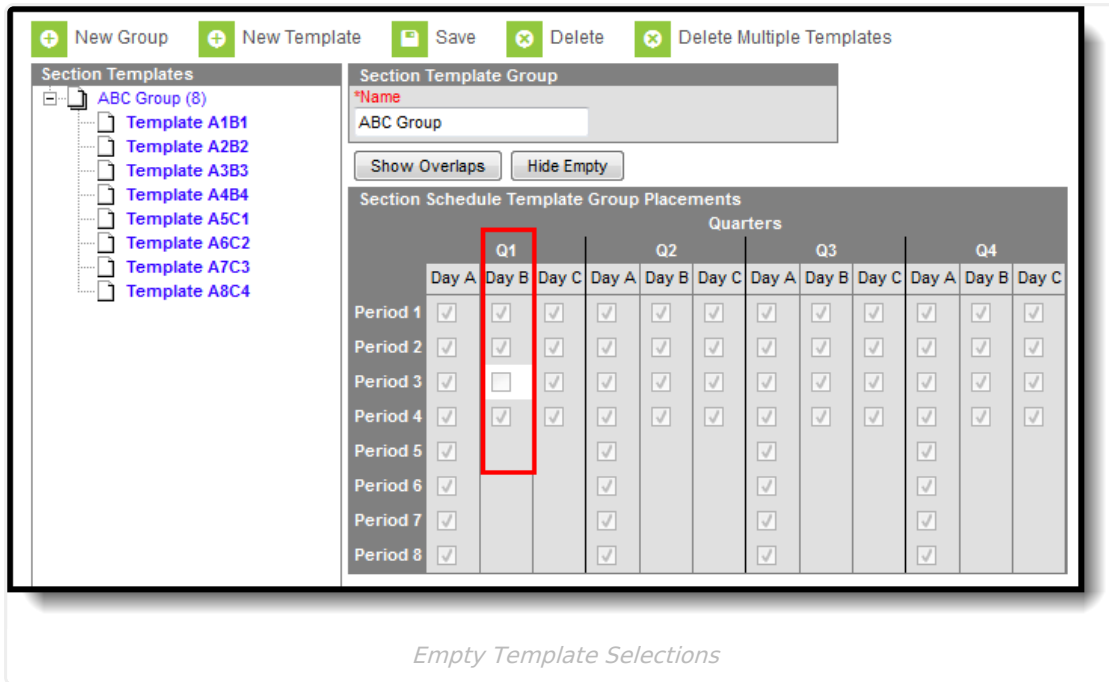 New Group New Template Save Delete Delete Multiple Templates
Section Templates
ABC Group (8)
Template A1B1
Template A2B2
Template A3B3
Template A4B4
Template A5C1
Template A6C2
Template A7C3
Template A8C4
Section Template Group
*Name
ABC Group
Show Overlaps Hide Empty
Section Schedule Template Group Placements
Quarters
Q1 Q2 Q3 Q4
Day A Day B Day C Day A Day B Day C Day A Day B Day C Day A Day B Day C
Period 1
Period 2
Period 3
Period 4
Period 5
Period 6
Period 7
Period 8
Empty Template Selections